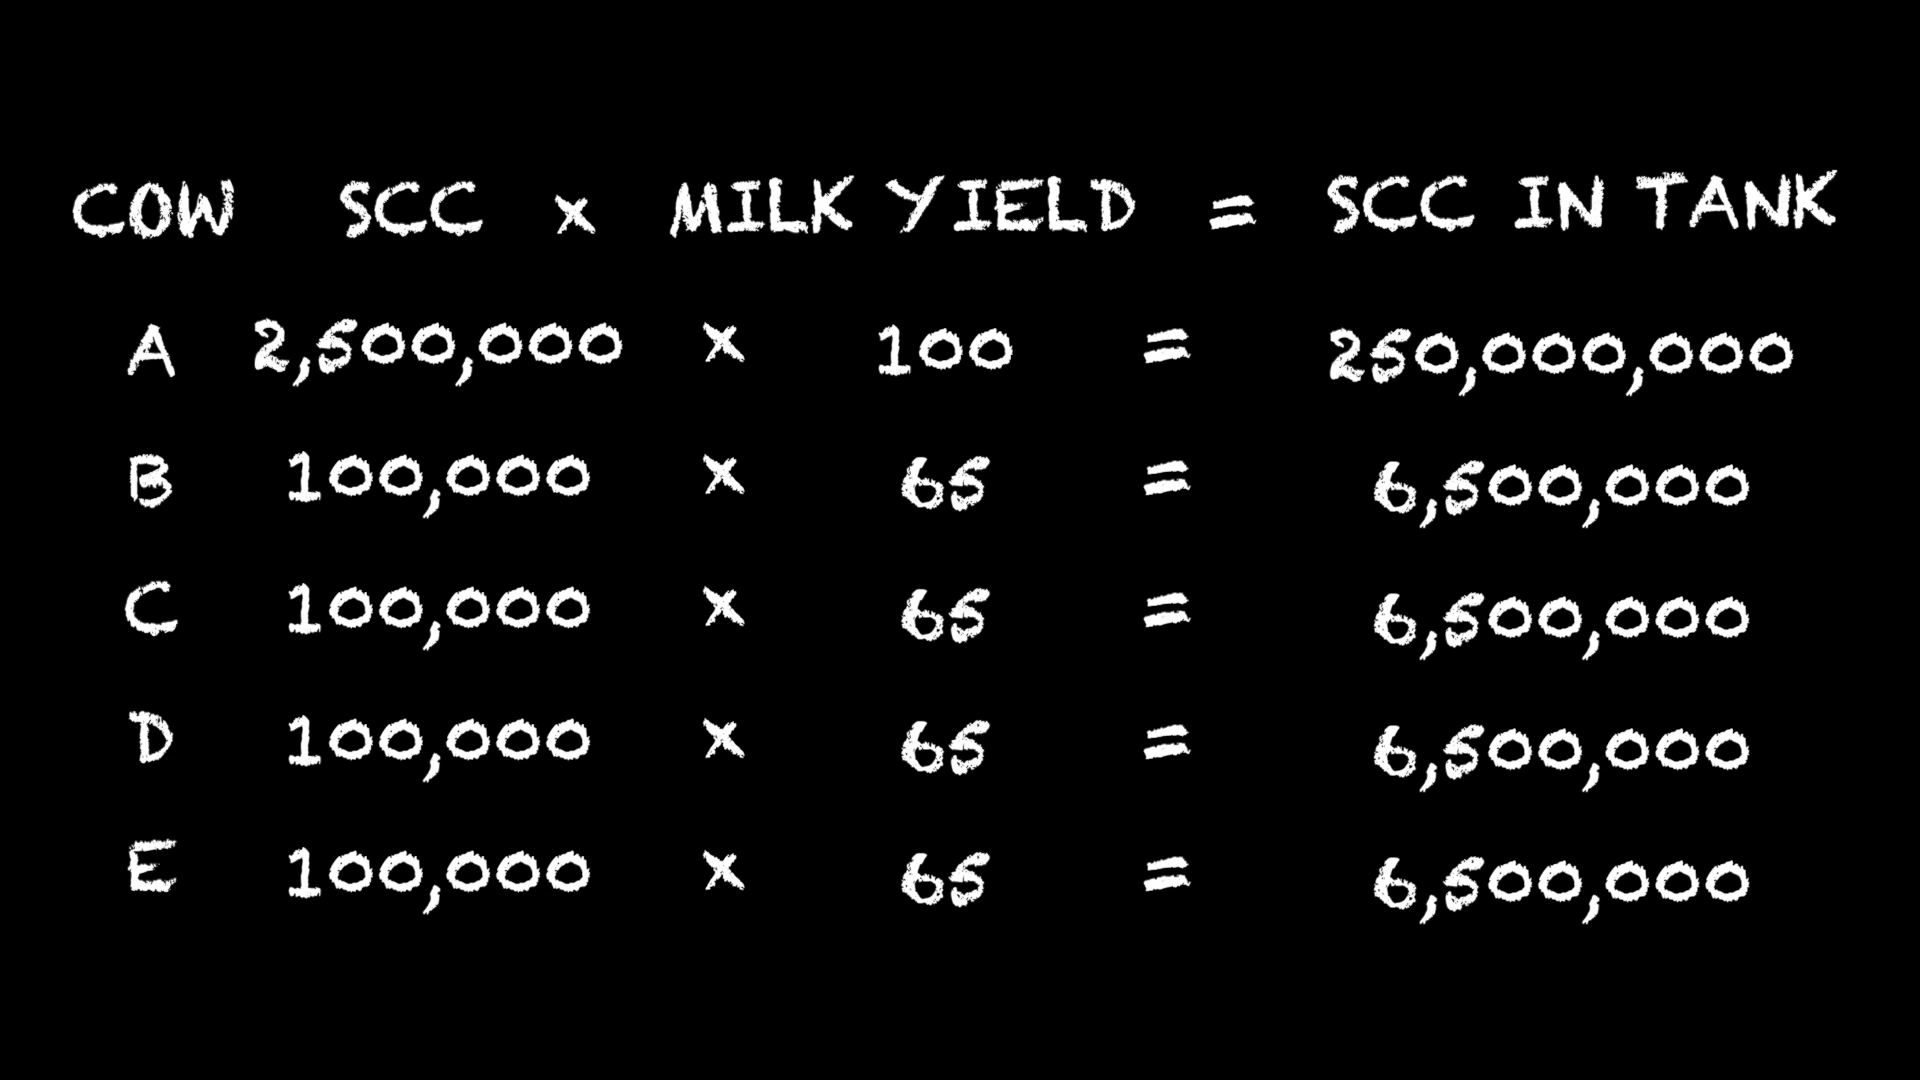 COW SCC x MILK YIELD = SCC IN TANK
A 2,500,000 x 100 = 250,000,000
B 100,000 x 65 = 6,500,000
C 100,000 x 65 = 6,500,000
D 100,000 x 65 = 6,500,000
E 100,000 x 65 = 6,500,000